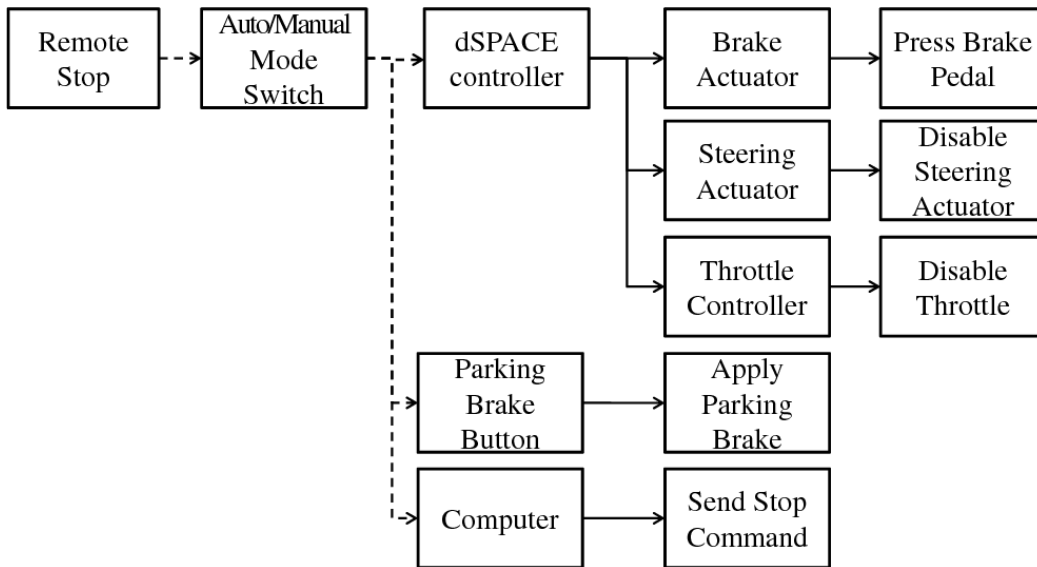 Remote
Stop
Auto/Manual
Mode
Switch
dSPACE
controller
Brake
Actuator
Press Brake
Pedal
Steering
Actuator
Disable
Steering
Actuator
Throttle
Controller
Disable
Throttle
Parking
Brake
Button
Apply
Parking
Brake
Computer
Send Stop
Command